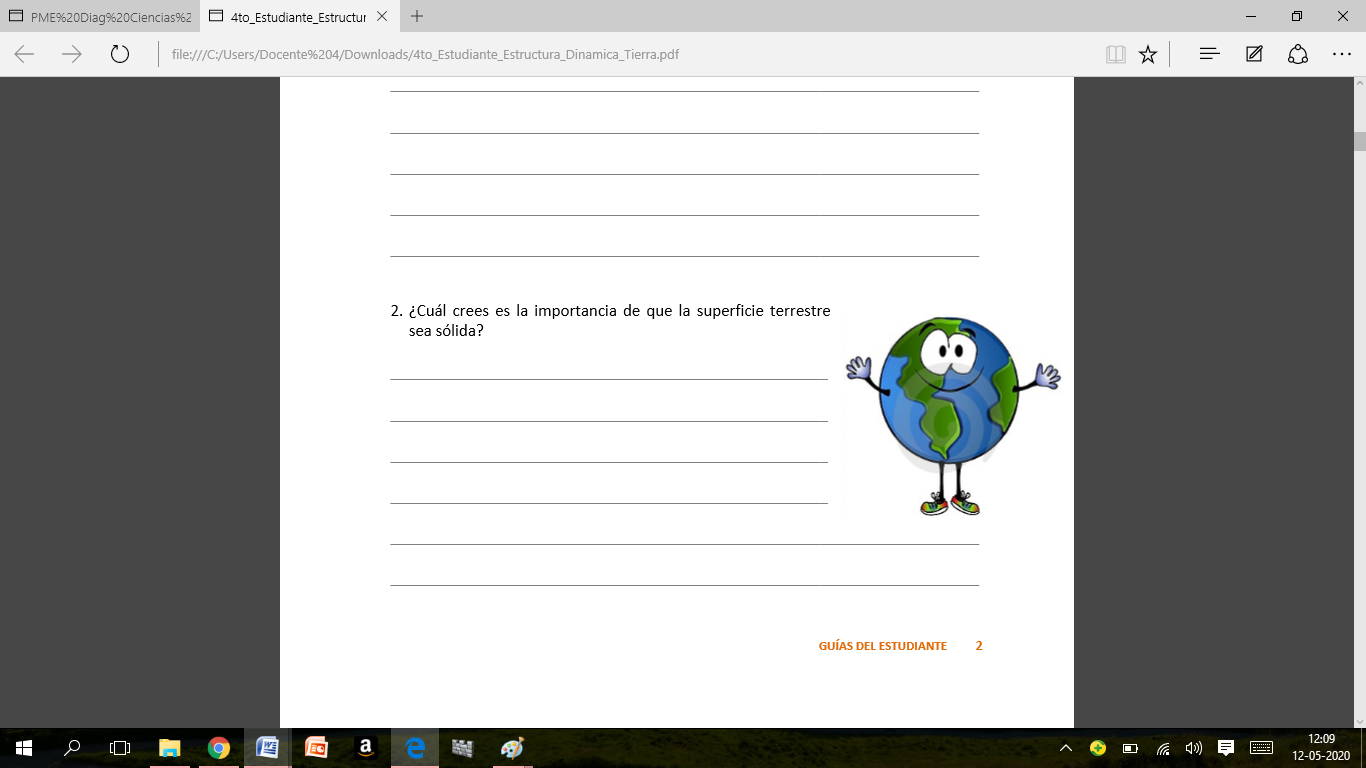 PME%20Diag%20Ciencias%2
4to_Estudiante_Estructur
file:///C:/Users/Docente%204/Downloads/4to_Estudiante_Estructura_Dinamica_Tierra.pdf
2. ¿Cuál crees es la importancia de que la superficie terrestre
sea sólida?
GUÍAS DEL ESTUDIANTE 2
12:09
12-05-2020